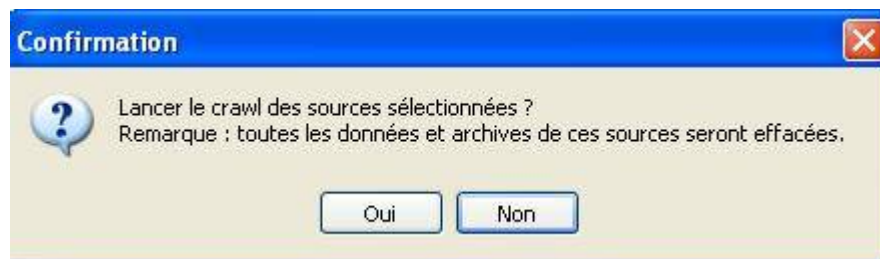 Confirmation
Lancer le crawl des sources sélectionnées ?
Remarque : toutes les données et archives de ces sources seront effacées.
Oui Non